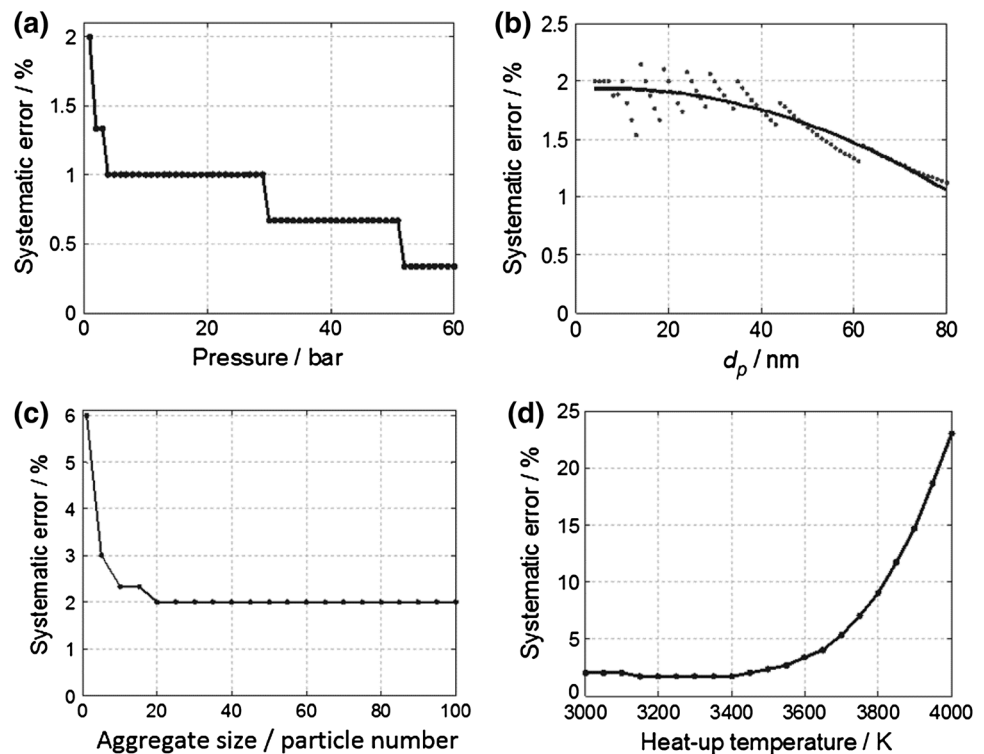 (a)
2
1.5
1
0.5
0
0 20 40 60
Systematic error / %
Pressure / bar
(b)
2.5
2
1.5
1
0.5
0
0 20 40 60 80
Systematic error / %
dp / nm
(c)
6
5
4
3
2
1
0
0 20 40 60 80 100
Systematic error / %
Aggregate size / particle number
(d)
25
20
15
10
5
0
3000 3200 3400 3600 3800 4000
Systematic error / %
Heat-up temperature / K